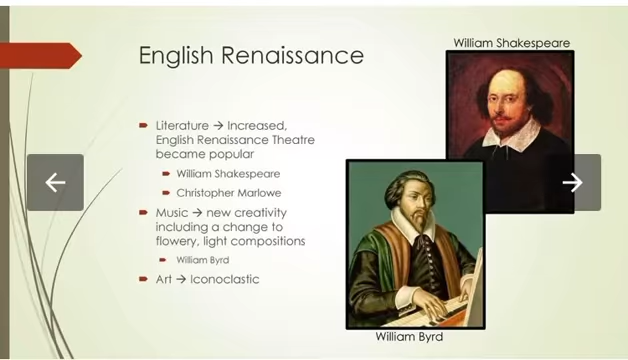 William Shakespeare
English Renaissance
Literature → Increased,
English Renaissance Theatre
became popular
William Shakespeare
Christopher Marlowe
Music → new creativity
including a change to
flowery, light compositions
William Byrd
Art → Iconoclastic
William Byrd